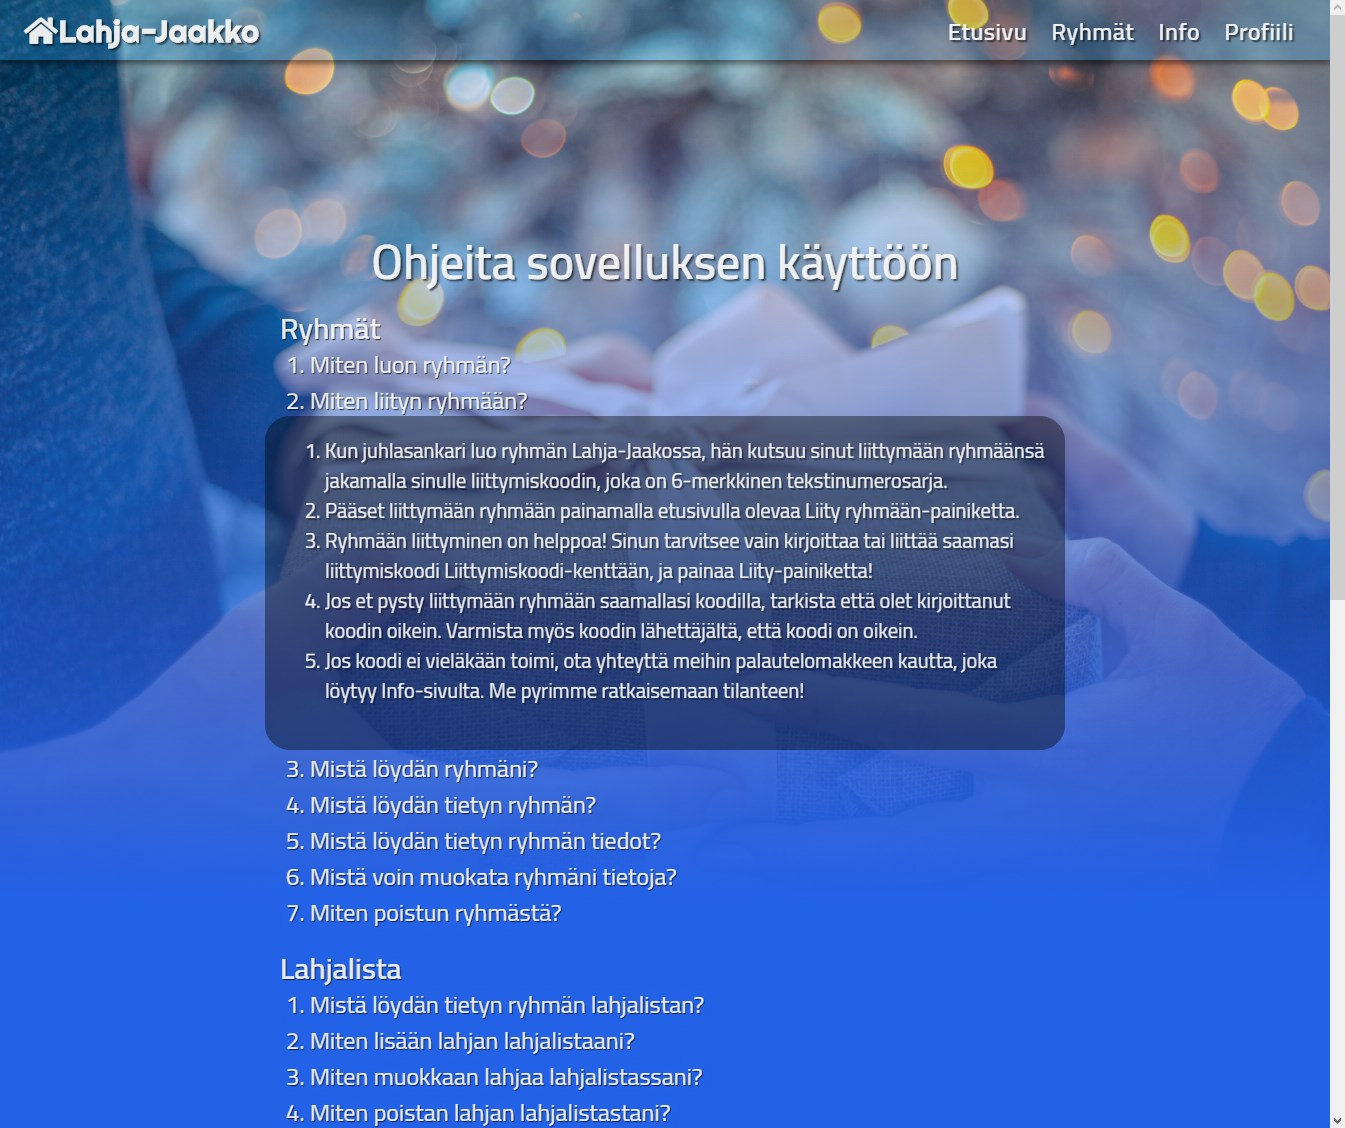 Lahja-Jaakko
Etusivu Ryhmät Info Profiili
Ohjeita sovelluksen käyttöön
Ryhmät
1. Miten luon ryhmän?
2. Miten liityn ryhmään?
1. Kun juhlasankari luo ryhmän Lahja-Jaakossa, hän kutsuu sinut liittymään ryhmäänsä
jakamalla sinulle liittymiskoodin, joka on 6-merkkinen tekstinumerosarja.
2. Pääset liittymään ryhmään painamalla etusivulla olevaa Liity ryhmään-painiketta.
3. Ryhmään liittyminen on helppoa! Sinun tarvitsee vain kirjoittaa tai liittää saamasi
liittymiskoodi Liittymiskoodi-kenttään, ja painaa Liity-painiketta!
4. Jos et pysty liittymään ryhmään saamallasi koodilla, tarkista että olet kirjoittanut
koodin oikein. Varmista myös koodin lähettäjältä, että koodi on oikein.
5. Jos koodi ei vieläkään toimi, ota yhteyttä meihin palautelomakkeen kautta, joka
löytyy Info-sivulta. Me pyrimme ratkaisemaan tilanteen!
3. Mistä löydän ryhmäni?
4. Mistä löydän tietyn ryhmän?
5. Mistä löydän tietyn ryhmän tiedot?
6. Mistä voin muokata ryhmäni tietoja?
7. Miten poistun ryhmästä?
Lahjalista
1. Mistä löydän tietyn ryhmän lahjalistan?
2. Miten lisään lahjan lahjalistaani?
3. Miten muokkaan lahjaa lahjalistassani?
4. Miten poistan lahjan lahjalistastani?